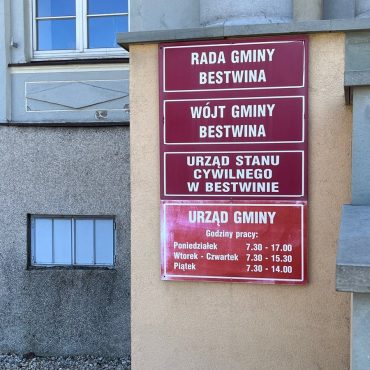 RADA GMINY
BESTWINA
WÓJT GMINY
BESTWINA
URZĄD STANU
CYWILNEGO
W BESTWINIE
URZĄD GMINY
Godziny pracy:
Poniedziałek 7.30 - 17.00
Wtorek - Czwartek 7.30 - 15.30
Piątek 7.30 - 14.00